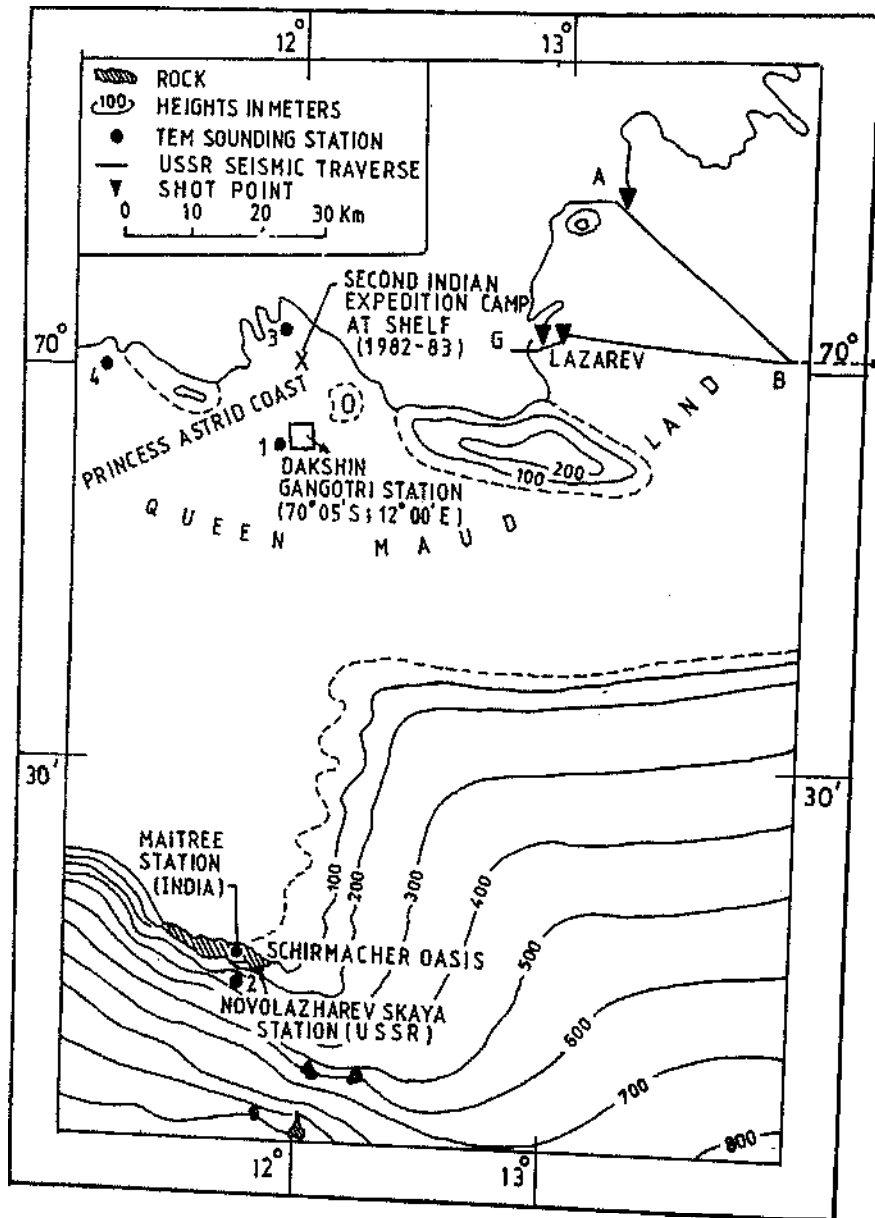 12°
13°
ROCK
100 HEIGHTS IN METERS
TEM SOUNDING STATION
USSR SEISMIC TRAVERSE
SHOT POINT
0 10 20 30 Km
A
SECOND INDIAN
EXPEDITION CAMP
AT SHELF
(1982-83)
70°
3
4
G
LAZAREV
B
70°
PRINCESS ASTRID COAST
1
DAKSHIN
GANGOTRI STATION
(70°05'S; 12°00'E)
100
200
QUEEN MAUD LAND
30'
30'
MAITREE
STATION
(INDIA)
100
200
300
400
500
600
700
800
SCHIRMACHER OASIS
2
NOVOLAZHAREV SKAYA
STATION (USSR)
12°
13°